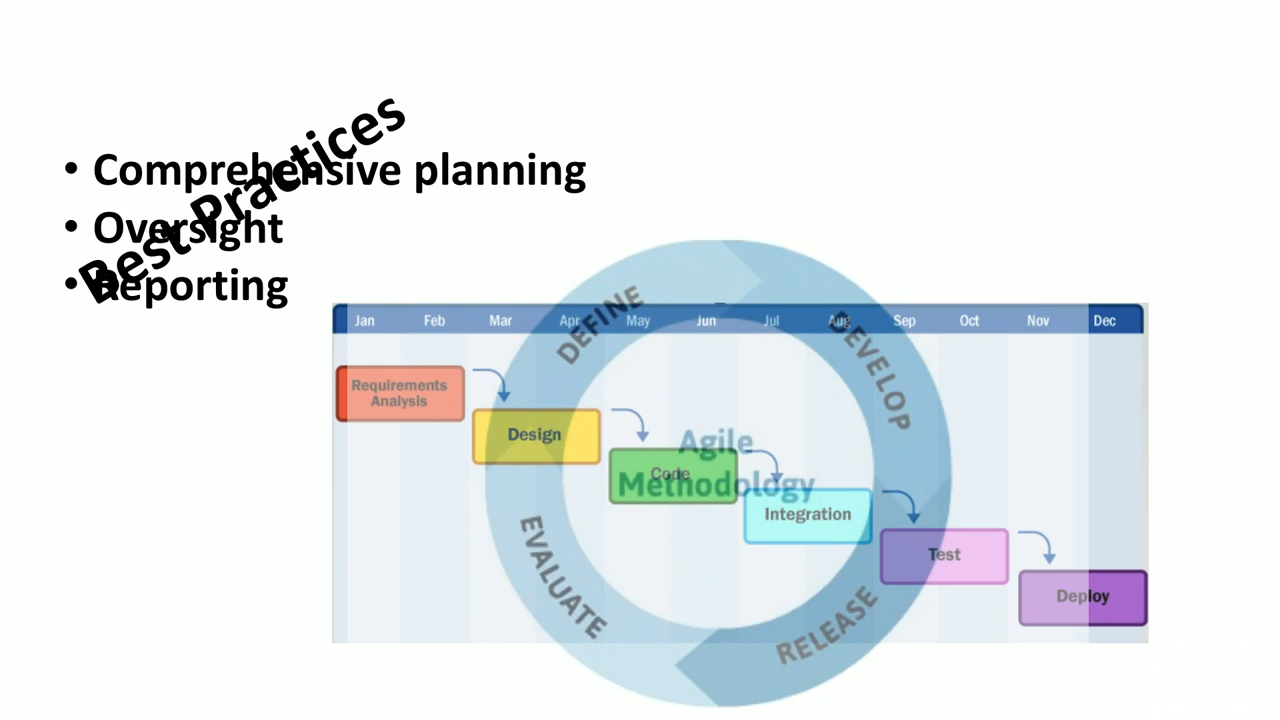 Best Practices
• Comprehensive planning
• Oversight
• Reporting
Jan Feb Mar Apr May Jun Jul Aug Sep Oct Nov Dec
Requirements
Analysis
Design
Code
Integration
Test
Deploy
DEFINE
DEVELOP
RELEASE
EVALUATE
Agile
Methodology